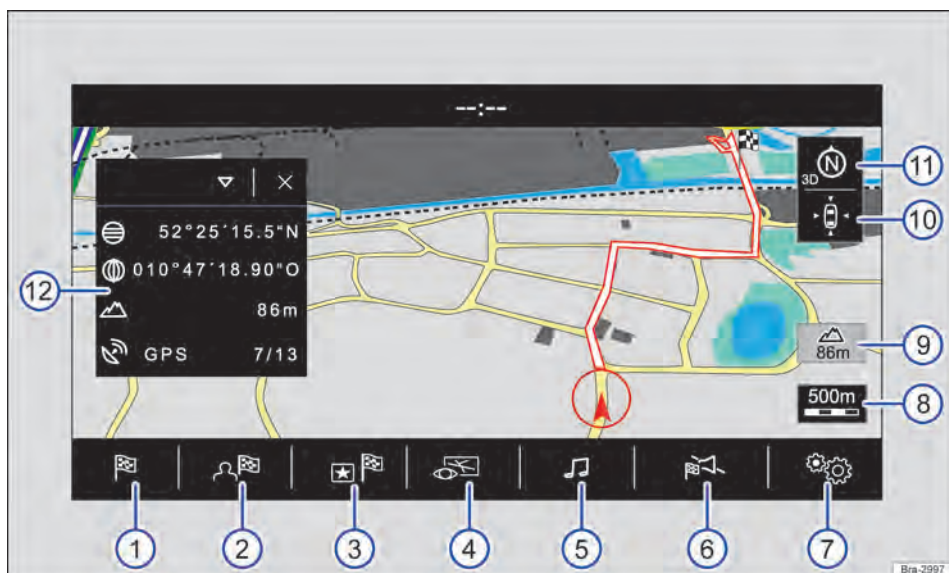 --:--
3D N
52°25´15.5"N
010°47´18.90"O
86m
GPS 7/13
86m
500m
11
10
12
9
8
1 2 3 4 5 6 7
Bra-2997